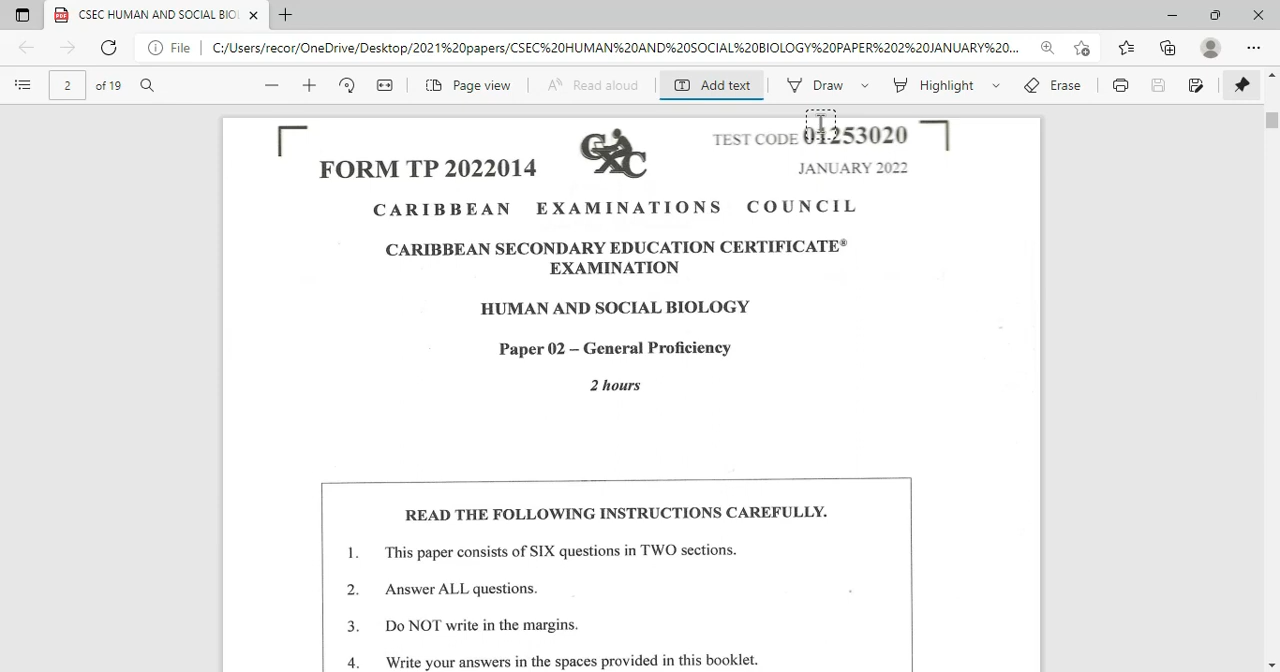 CSEC HUMAN AND SOCIAL BIO
File C:/Users/recor/OneDrive/Desktop/2021%20papers/CSEC%20HUMAN%20AND%20SOCIAL%20BIOLOGY%20PAPER%202%20JANUARY%20...
2 of 19 Page view Read aloud Add text Draw Highlight Erase
TEST CODE 01253020
FORM TP 2022014
CXC
JANUARY 2022
CARIBBEAN EXAMINATIONS COUNCIL
CARIBBEAN SECONDARY EDUCATION CERTIFICATE®
EXAMINATION
HUMAN AND SOCIAL BIOLOGY
Paper 02 – General Proficiency
2 hours
READ THE FOLLOWING INSTRUCTIONS CAREFULLY.
1. This paper consists of SIX questions in TWO sections.
2. Answer ALL questions.
3. Do NOT write in the margins.
4. Write your answers in the spaces provided in this booklet.